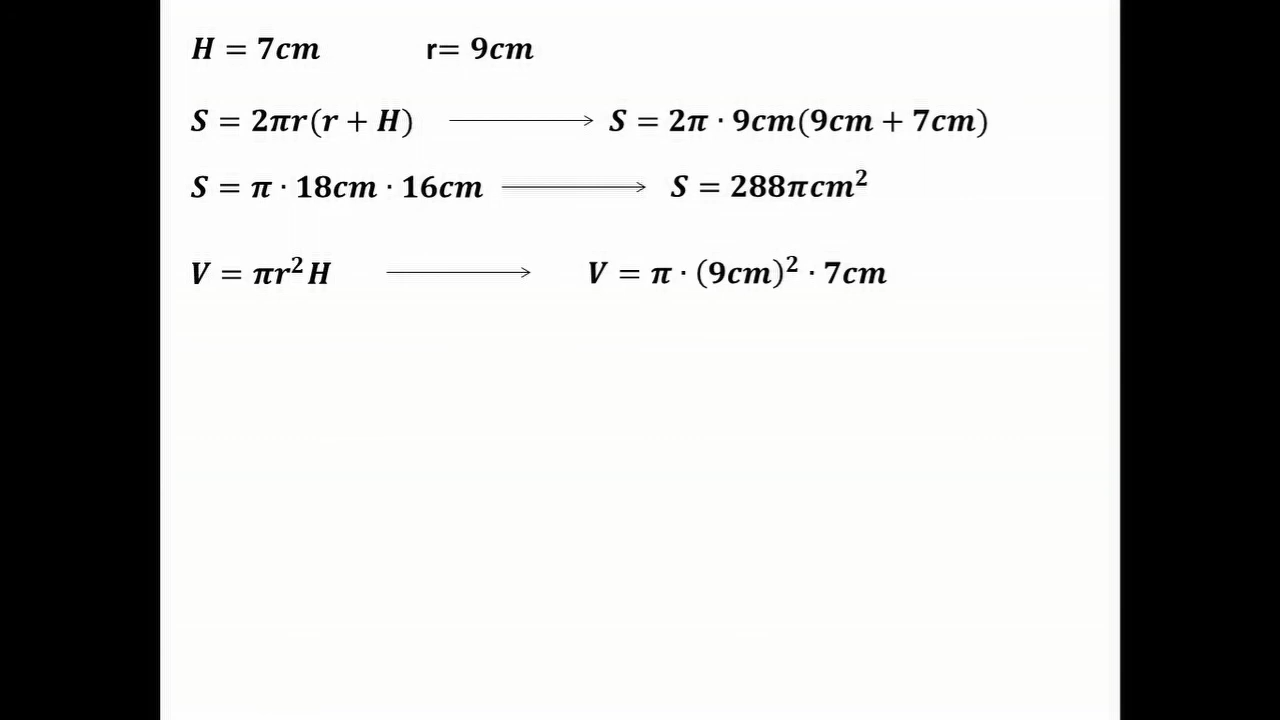 H = 7cm r= 9cm
S = 2πr(r + H) ⟶ S = 2π · 9cm(9cm + 7cm)
S = π · 18cm · 16cm ⟶ S = 288πcm²
V = πr²H ⟶ V = π · (9cm)² · 7cm